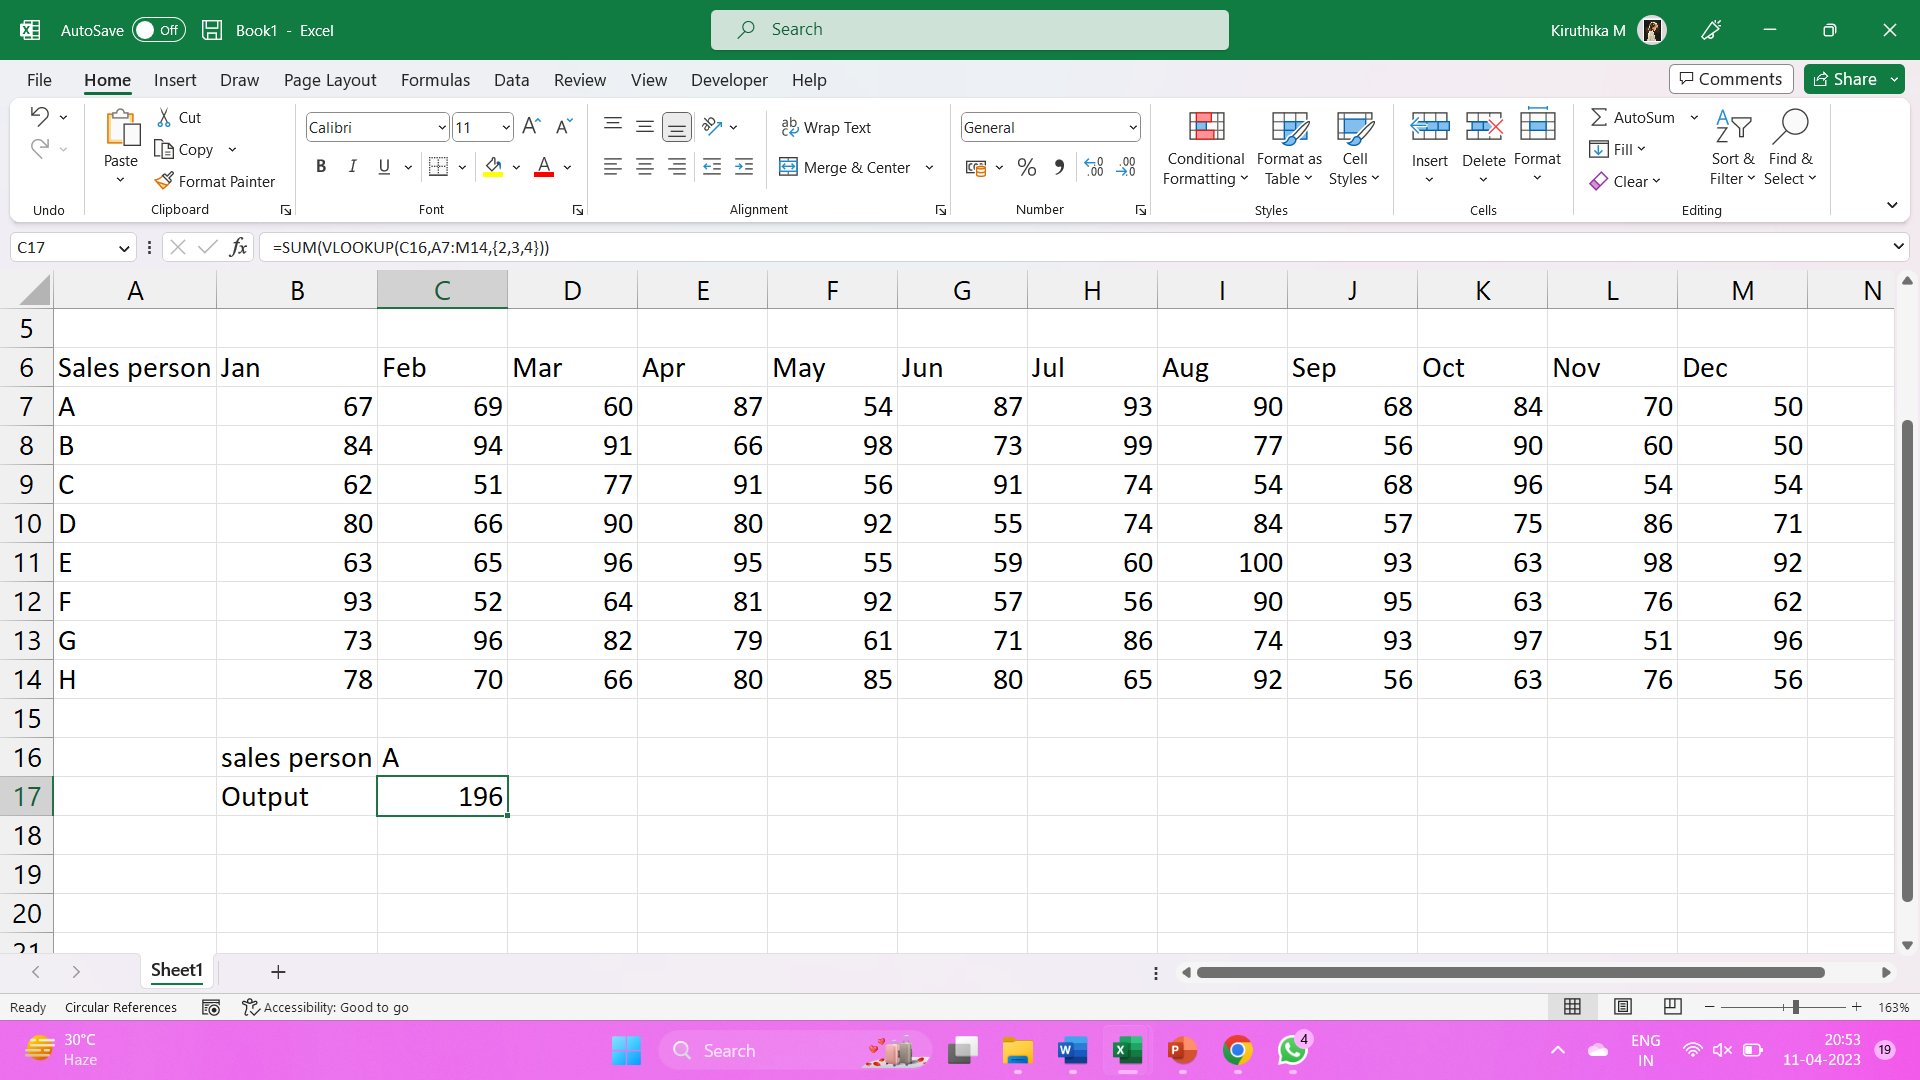 AutoSave Off Book1 - Excel Search Kiruthika M
File Home Insert Draw Page Layout Formulas Data Review View Developer Help Comments Share
Paste Cut Calibri 11 Wrap Text General AutoSum
Copy Conditional Formatting Format as Table Cell Styles Insert Delete Format Fill Sort & Filter Find & Select
Format Painter B I U Merge & Center Clear
Undo Clipboard Font Alignment Number Styles Cells Editing
C17 fx =SUM(VLOOKUP(C16,A7:M14,{2,3,4}))
A B C D E F G H I J K L M N
5
6 Sales person Jan Feb Mar Apr May Jun Jul Aug Sep Oct Nov Dec
7 A 67 69 60 87 54 87 93 90 68 84 70 50
8 B 84 94 91 66 98 73 99 77 56 90 60 50
9 C 62 51 77 91 56 91 74 54 68 96 54 54
10 D 80 66 90 80 92 55 74 84 57 75 86 71
11 E 63 65 96 95 55 59 60 100 93 63 98 92
12 F 93 52 64 81 92 57 56 90 95 63 76 62
13 G 73 96 82 79 61 71 86 74 93 97 51 96
14 H 78 70 66 80 85 80 65 92 56 63 76 56
15
16 sales person A
17 Output 196
18
19
20
21
Sheet1
Ready Circular References Accessibility: Good to go 163%
30°C Search ENG 20:53
Haze 4 IN 11-04-2023 19